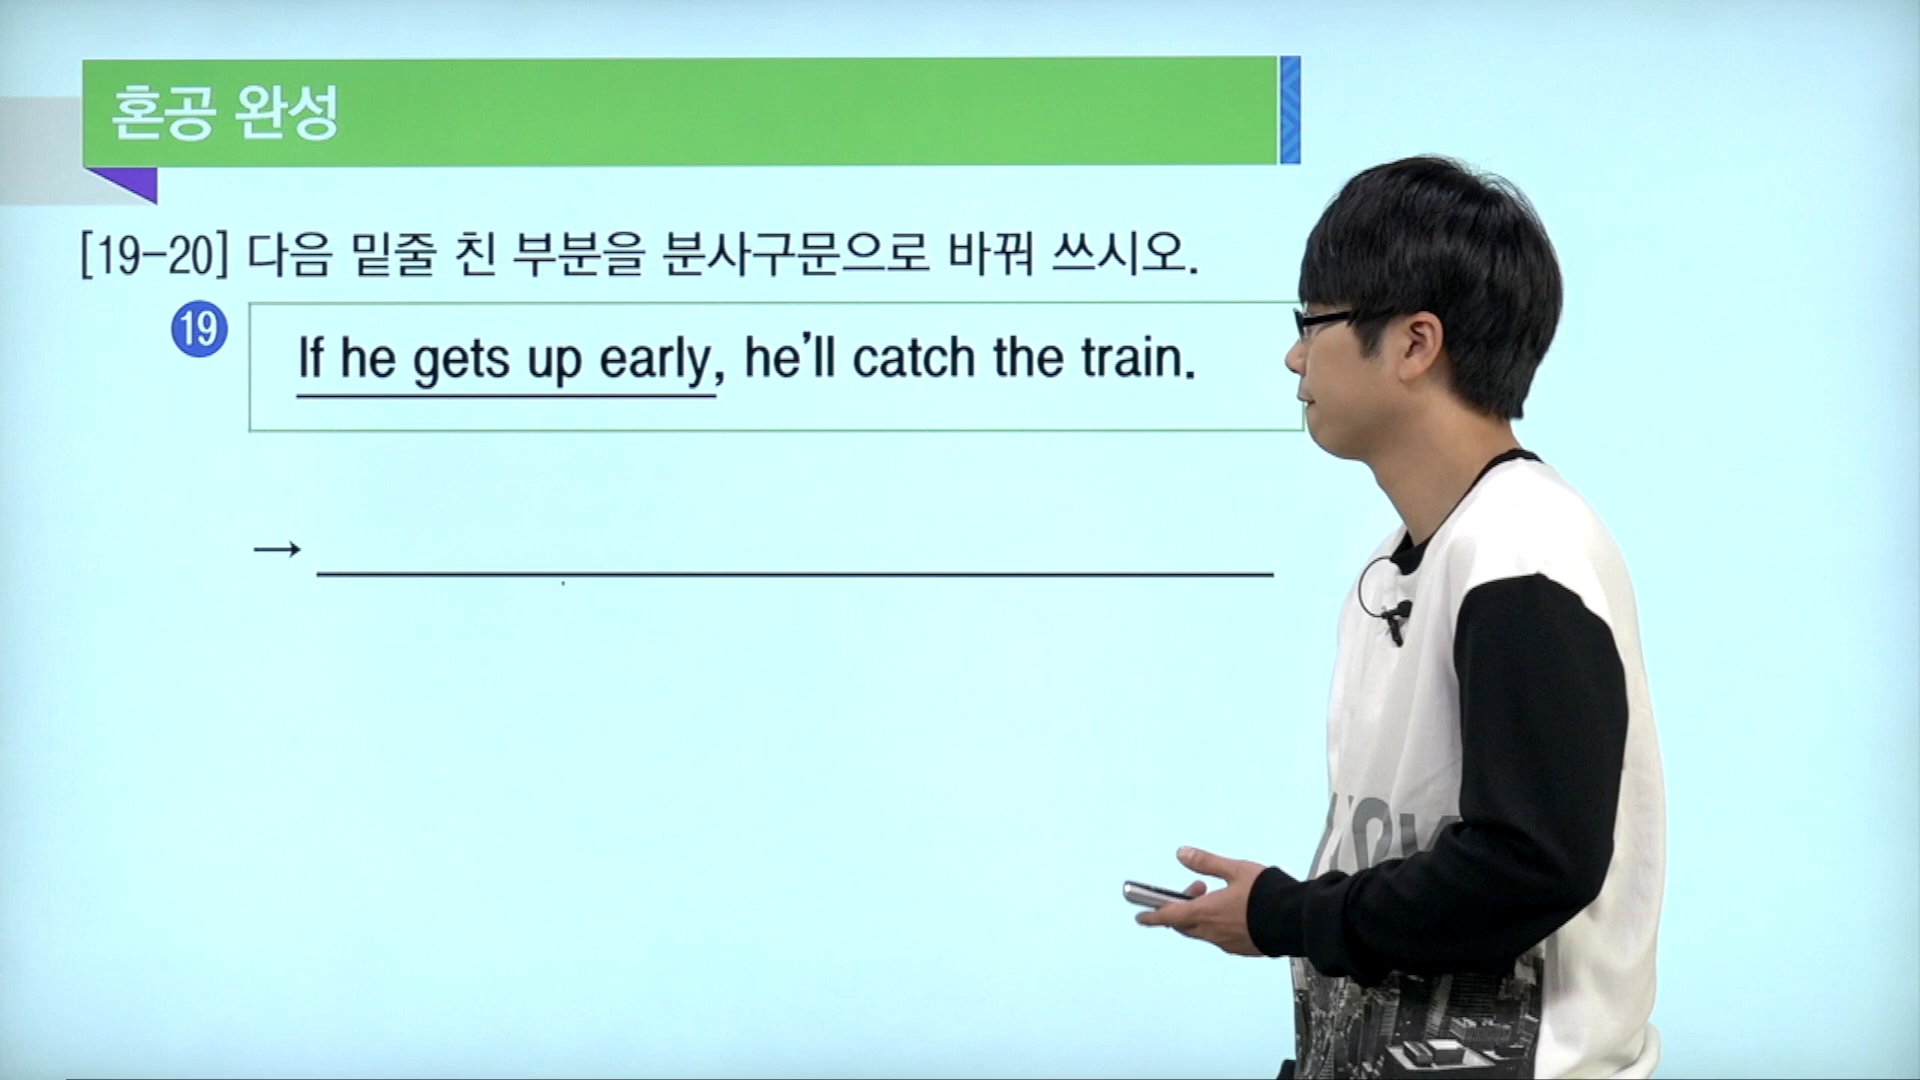 혼공 완성
[19-20] 다음 밑줄 친 부분을 분사구문으로 바꿔 쓰시오.
19
If he gets up early, he'll catch the train.
→